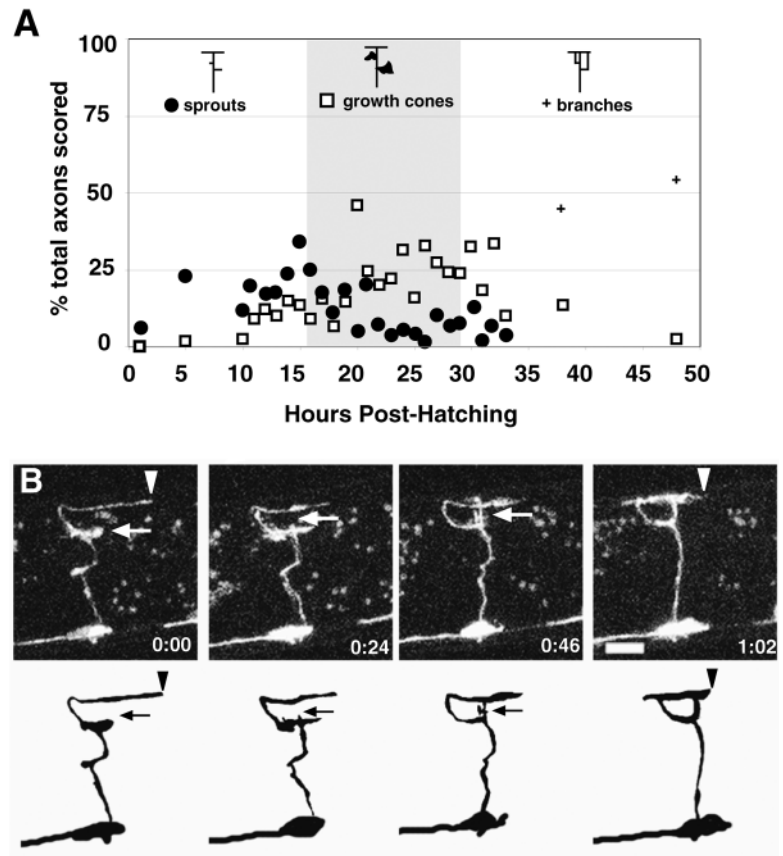 A
% total axons scored
100
75
50
25
0
● sprouts
□ growth cones
+ branches
0 5 10 15 20 25 30 35 40 45 50
Hours Post-Hatching
B
0:00
0:24
0:46
1:02